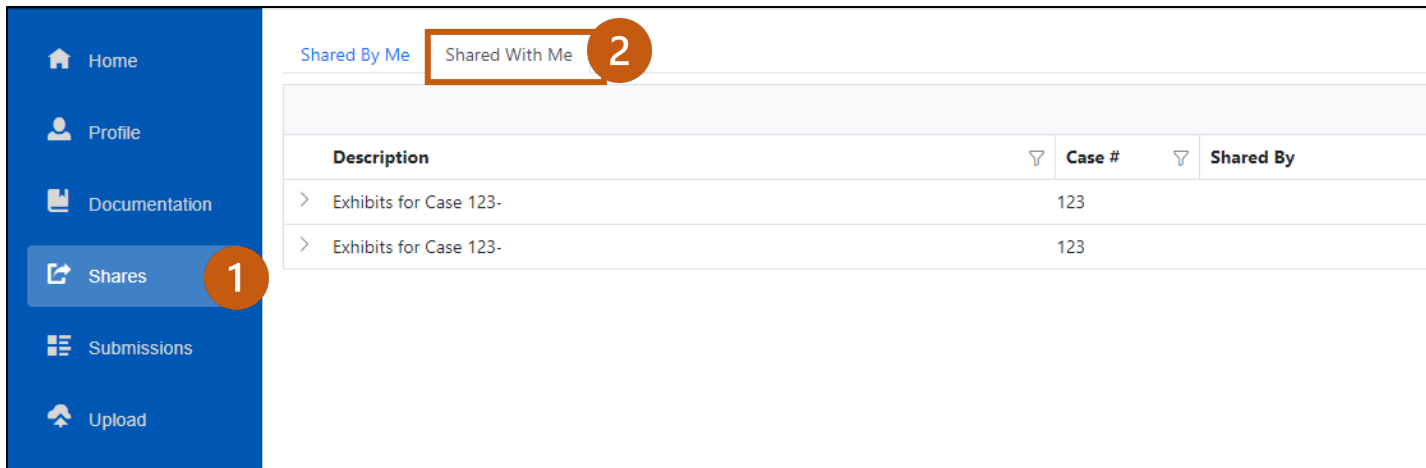 Home
Profile
Documentation
Shares 1
Submissions
Upload
Shared By Me Shared With Me 2
Description Case # Shared By
Exhibits for Case 123- 123
Exhibits for Case 123- 123